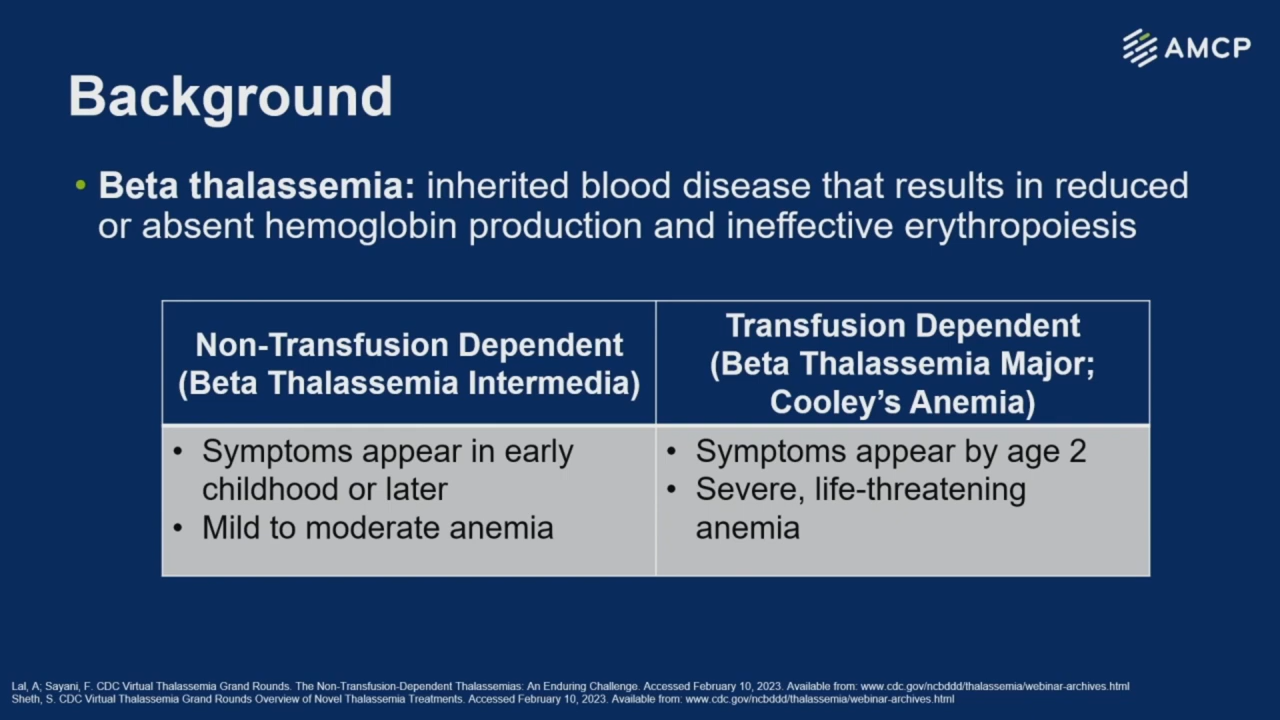 AMCP
Background
• Beta thalassemia: inherited blood disease that results in reduced
or absent hemoglobin production and ineffective erythropoiesis
Non-Transfusion Dependent
(Beta Thalassemia Intermedia)
Transfusion Dependent
(Beta Thalassemia Major;
Cooley’s Anemia)
• Symptoms appear in early
childhood or later
• Mild to moderate anemia
• Symptoms appear by age 2
• Severe, life-threatening
anemia
Lal, A; Sayani, F. CDC Virtual Thalassemia Grand Rounds. The Non-Transfusion-Dependent Thalassemias: An Enduring Challenge. Accessed February 10, 2023. Available from: www.cdc.gov/ncbddd/thalassemia/webinar-archives.html
Sheth, S. CDC Virtual Thalassemia Grand Rounds Overview of Novel Thalassemia Treatments. Accessed February 10, 2023. Available from: www.cdc.gov/ncbddd/thalassemia/webinar-archives.html